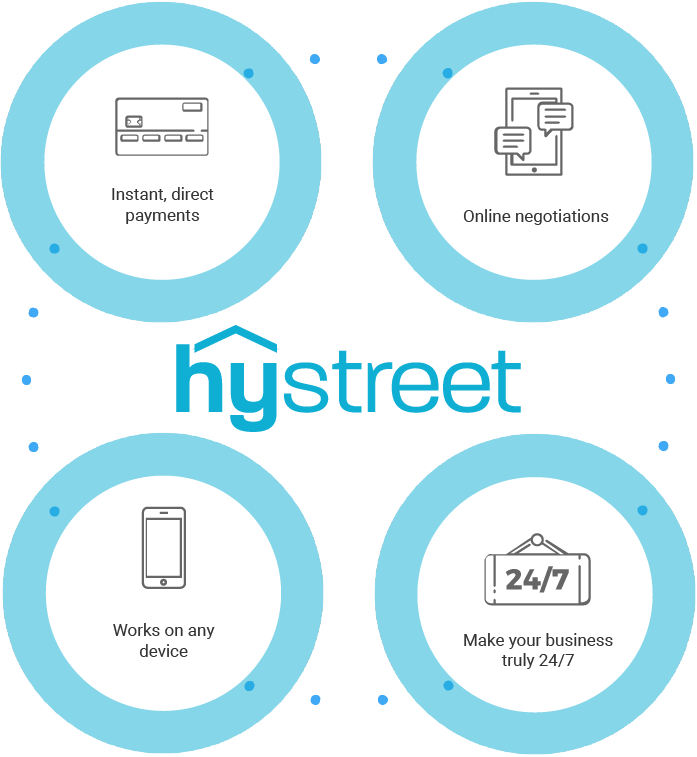 Instant, direct
payments
Online negotiations
hystreet
Works on any
device
24/7
Make your business
truly 24/7